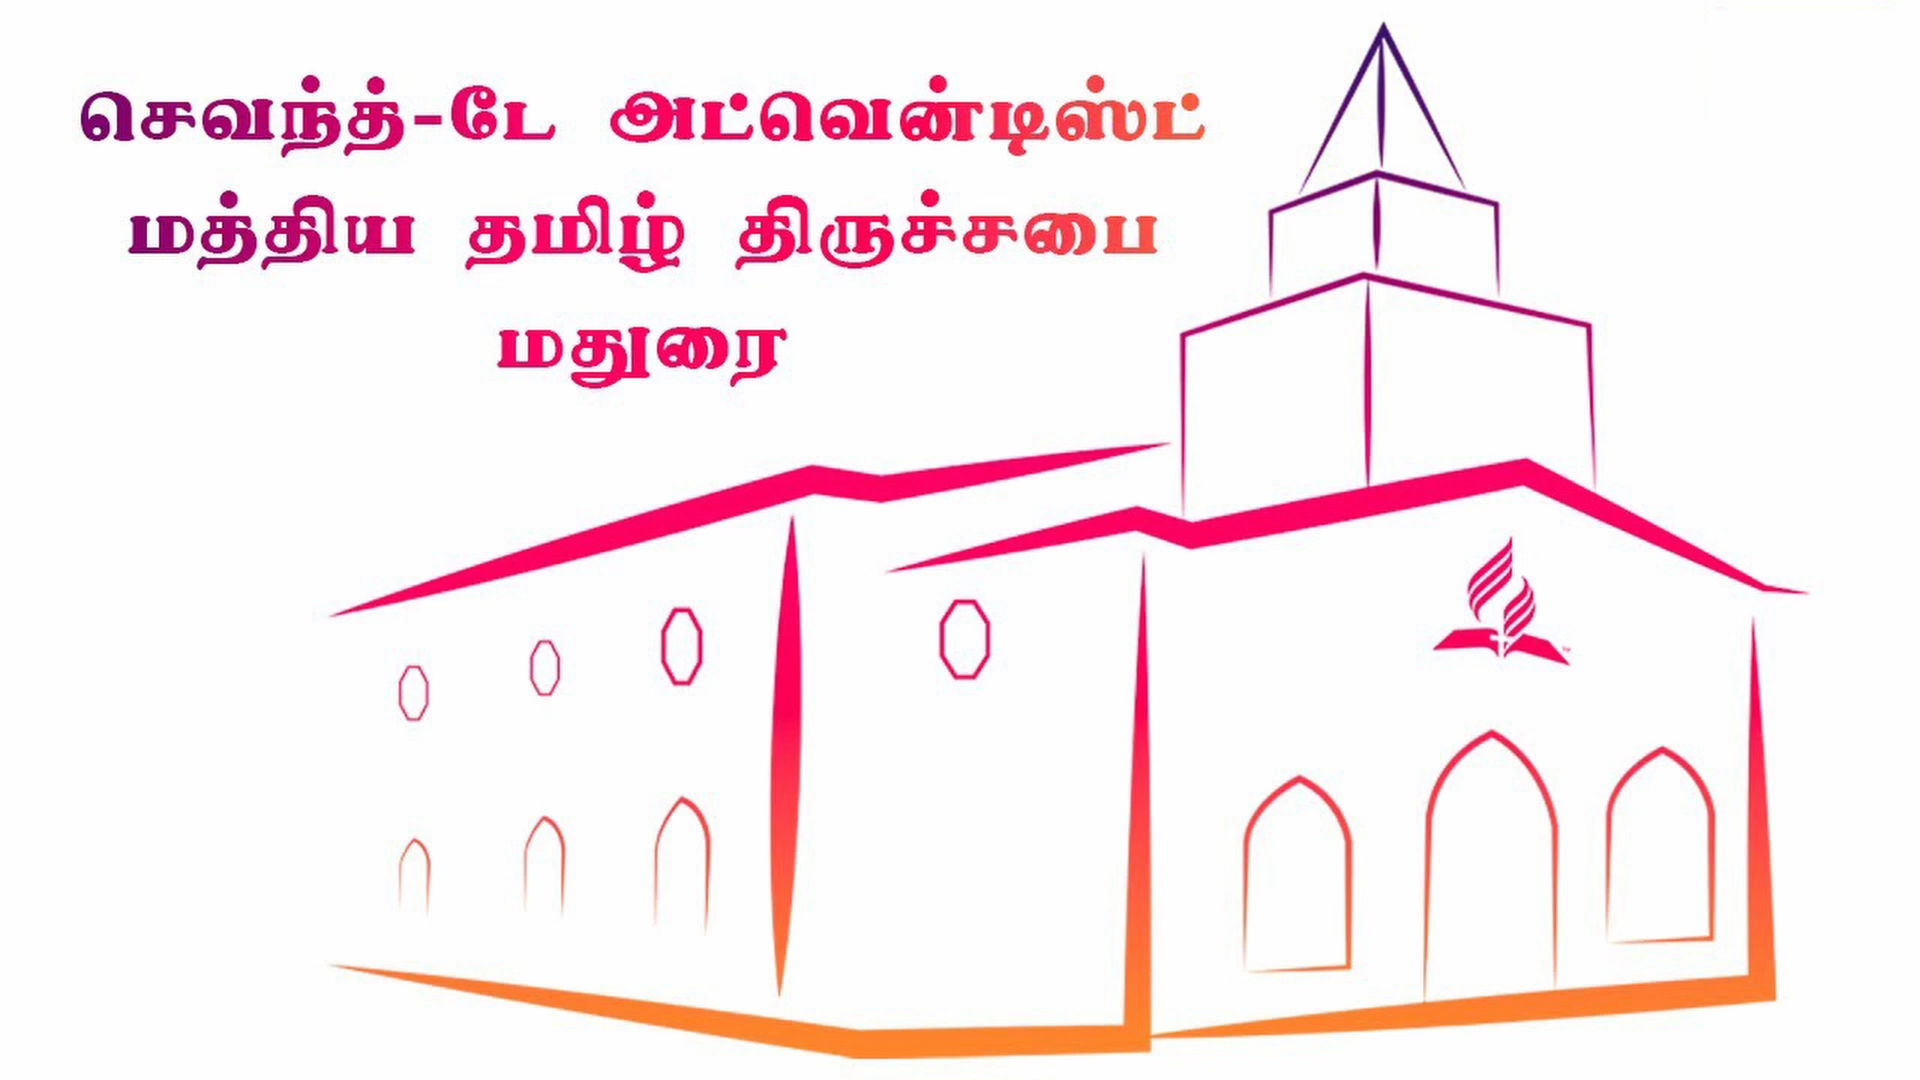 செவந்த்-டே அட்வென்டிஸ்ட்
மத்திய தமிழ் திருச்சபை
மதுரை